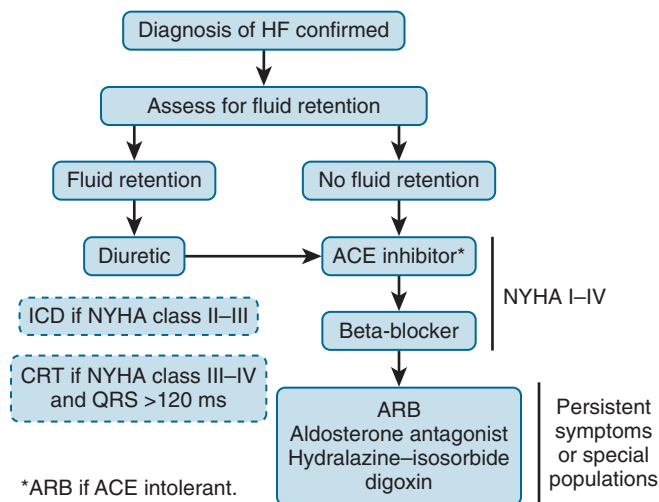 Diagnosis of HF confirmed
Assess for fluid retention
Fluid retention
No fluid retention
Diuretic
ACE inhibitor*
NYHA I–IV
ICD if NYHA class II–III
Beta-blocker
CRT if NYHA class III–IV
and QRS >120 ms
ARB
Aldosterone antagonist
Hydralazine–isosorbide
digoxin
Persistent
symptoms
or special
populations
*ARB if ACE intolerant.